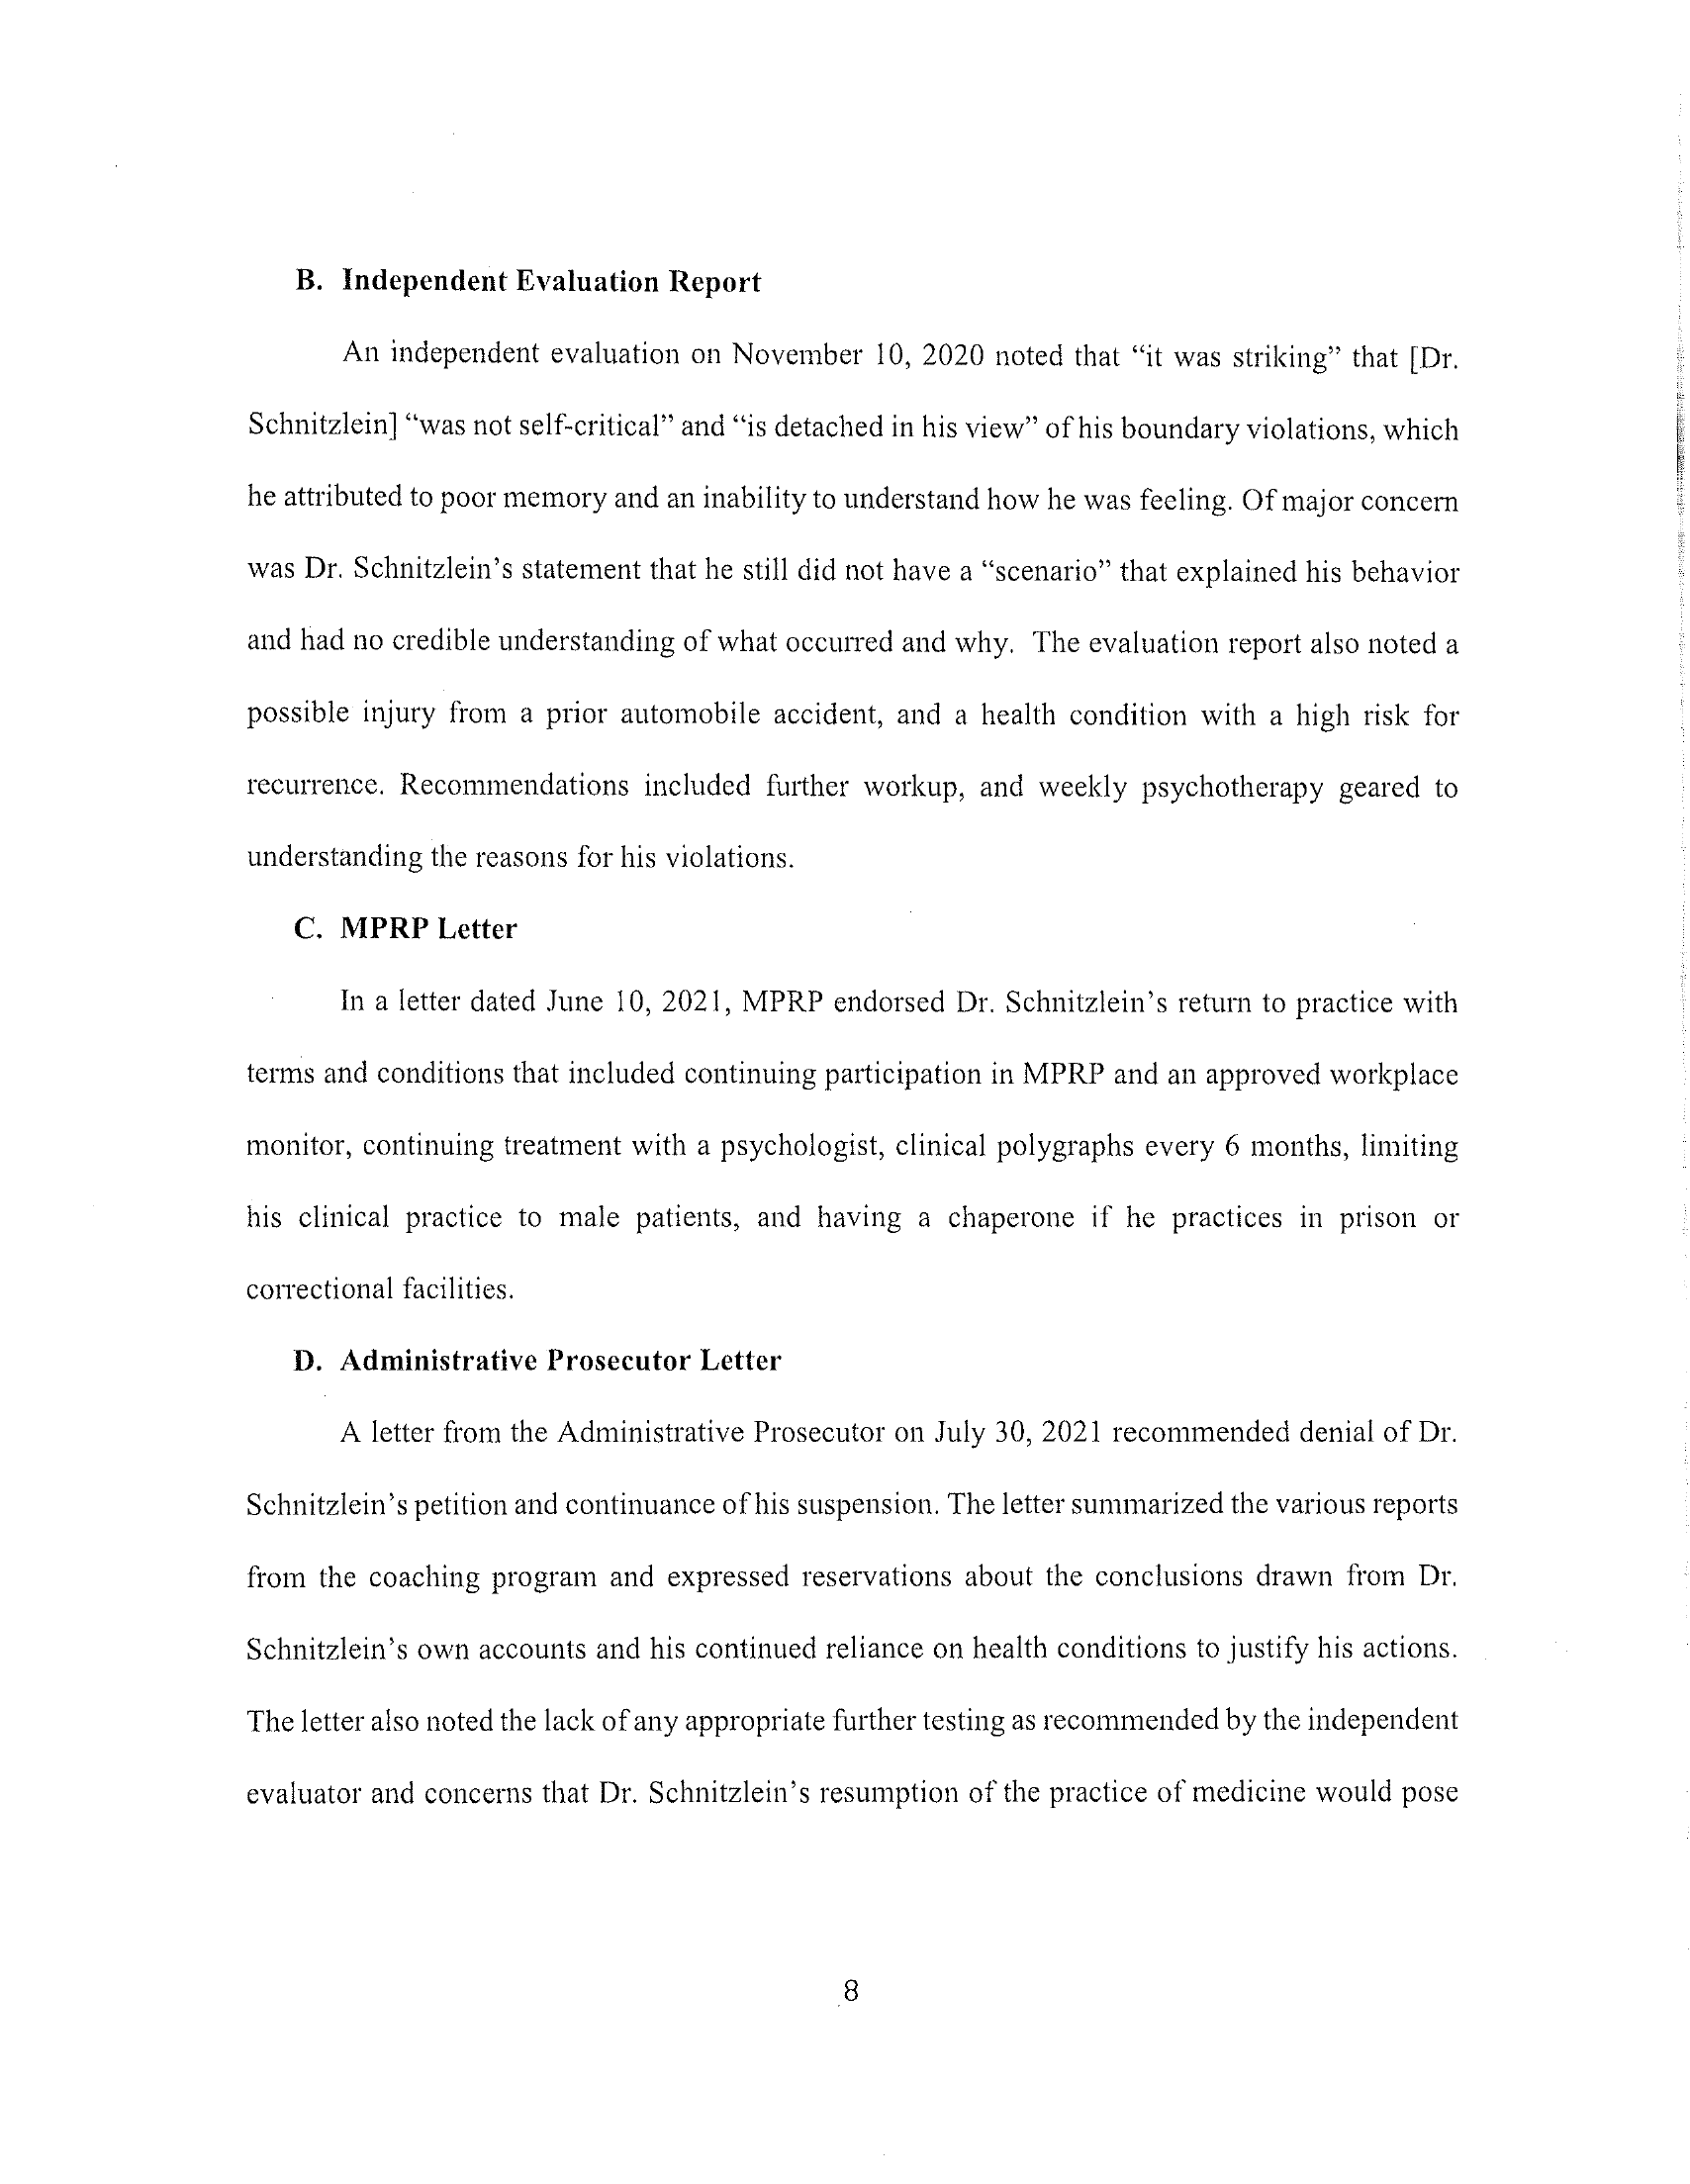 B. Independent Evaluation Report
An independent evaluation on November 10, 2020 noted that “it was striking” that [Dr.
Schnitzlein] “was not self-critical” and “is detached in his view” of his boundary violations, which
he attributed to poor memory and an inability to understand how he was feeling. Of major concern
was Dr. Schnitzlein’s statement that he still did not have a “scenario” that explained his behavior
and had no credible understanding of what occurred and why. The evaluation report also noted a
possible injury from a prior automobile accident, and a health condition with a high risk for
recurrence. Recommendations included further workup, and weekly psychotherapy geared to
understanding the reasons for his violations.
C. MPRP Letter
In a letter dated June 10, 2021, MPRP endorsed Dr. Schnitzlein’s return to practice with
terms and conditions that included continuing participation in MPRP and an approved workplace
monitor, continuing treatment with a psychologist, clinical polygraphs every 6 months, limiting
his clinical practice to male patients, and having a chaperone if he practices in prison or
correctional facilities.
D. Administrative Prosecutor Letter
A letter from the Administrative Prosecutor on July 30, 2021 recommended denial of Dr.
Schnitzlein’s petition and continuance of his suspension. The letter summarized the various reports
from the coaching program and expressed reservations about the conclusions drawn from Dr.
Schnitzlein’s own accounts and his continued reliance on health conditions to justify his actions.
The letter also noted the lack of any appropriate further testing as recommended by the independent
evaluator and concerns that Dr. Schnitzlein’s resumption of the practice of medicine would pose
8